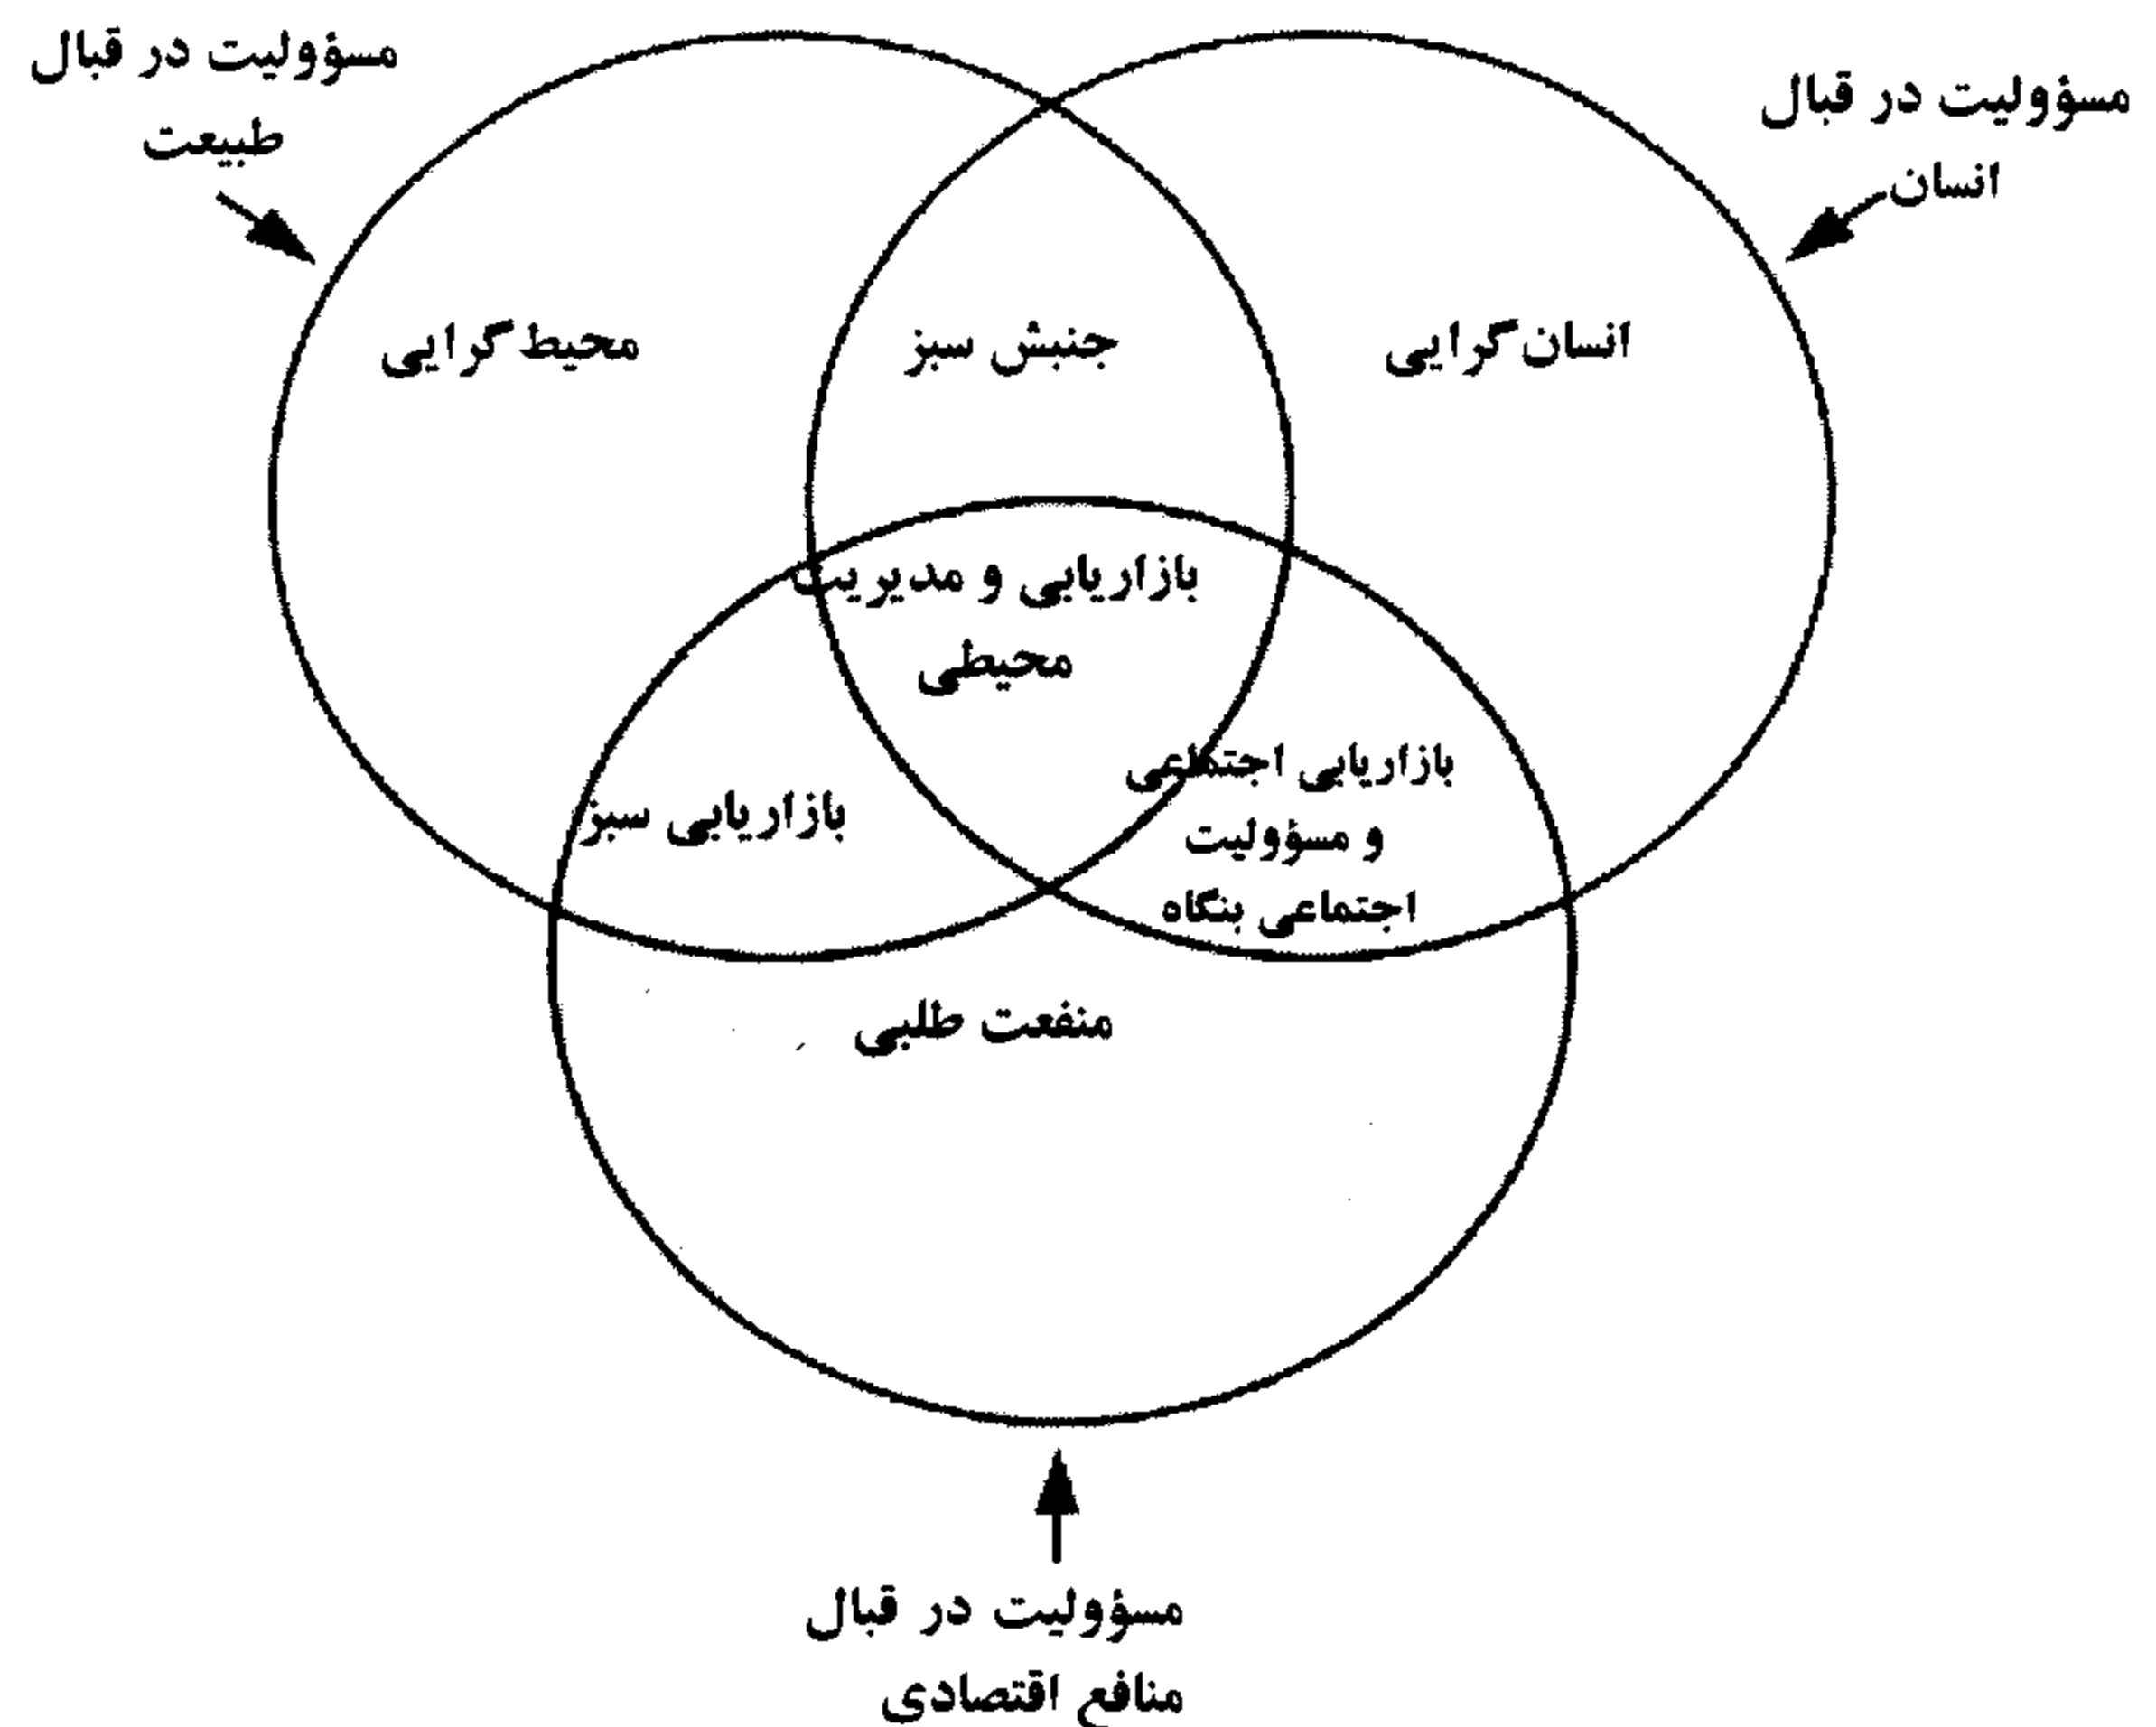 مسؤولیت در قبال
انسان
مسؤولیت در قبال
طبیعت
انسان‌گرایی
جنبش سبز
محیط‌گرایی
بازاریابی و مدیریت
محیطی
بازاریابی اجتماعی
و مسؤولیت
اجتماعی بنگاه
بازاریابی سبز
منفعت طلبی
مسؤولیت در قبال
منافع اقتصادی